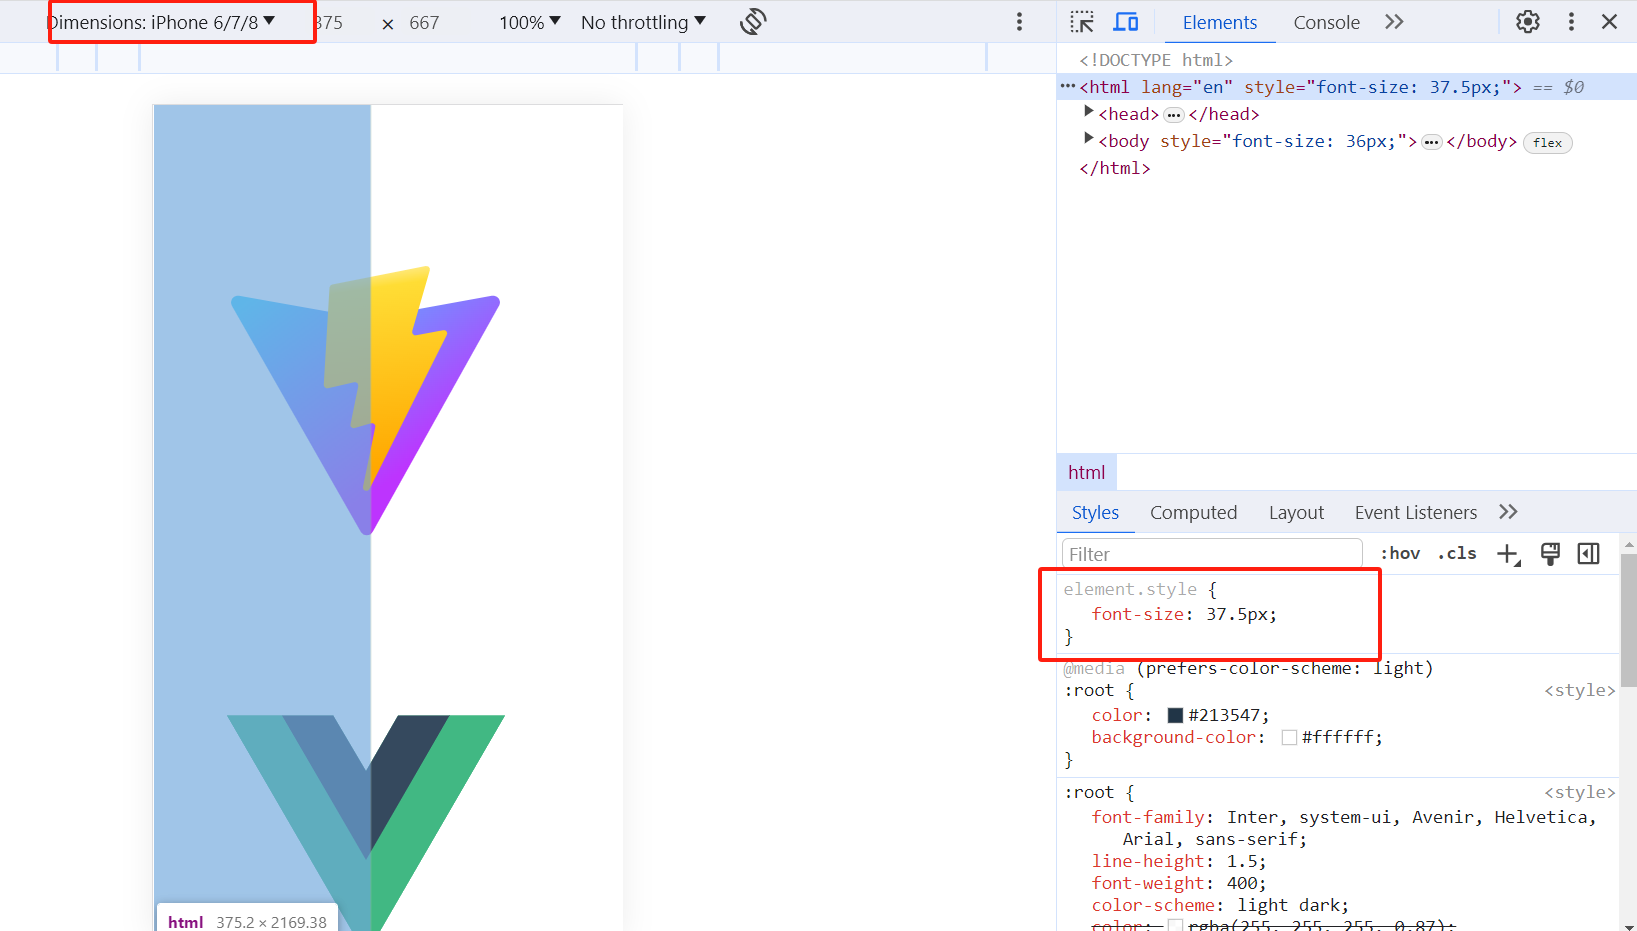 Dimensions: iPhone 6/7/8 ▼ 375 × 667 100% ▼ No throttling ▼
Elements Console
<!DOCTYPE html>
<html lang="en" style="font-size: 37.5px;"> == $0
<head> ••• </head>
<body style="font-size: 36px;"> ••• </body> flex
</html>
html
Styles Computed Layout Event Listeners
Filter :hov .cls
element.style {
font-size: 37.5px;
}
@media (prefers-color-scheme: light)
:root { <style>
color: #213547;
background-color: #ffffff;
}
:root { <style>
font-family: Inter, system-ui, Avenir, Helvetica,
Arial, sans-serif;
line-height: 1.5;
font-weight: 400;
color-scheme: light dark;
color: rgba(255, 255, 255, 0.87);
html 375.2 × 2169.38